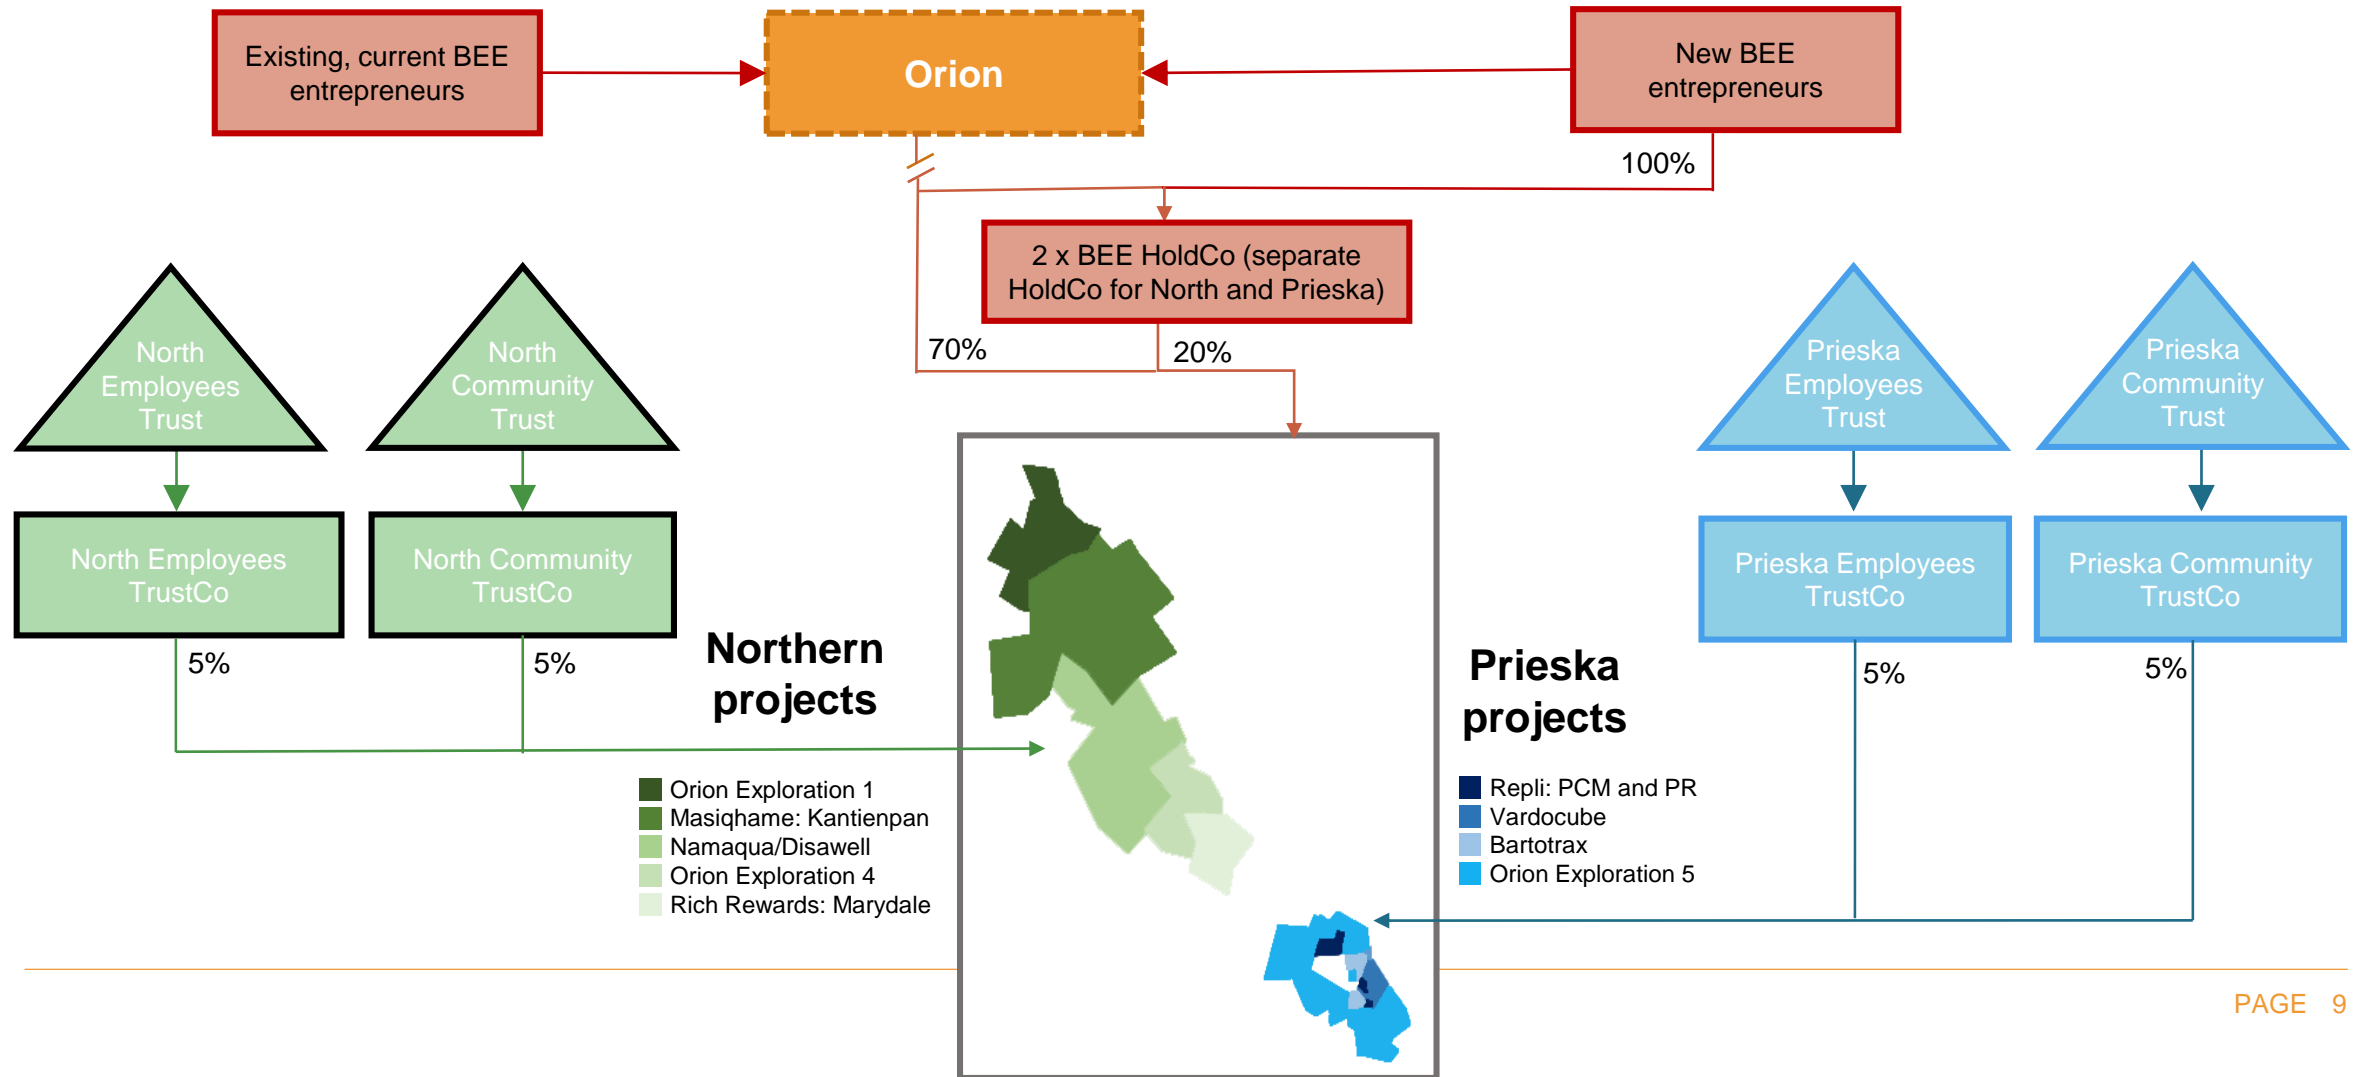 Existing, current BEE
entrepreneurs
Orion
New BEE
entrepreneurs
100%
2 x BEE HoldCo (separate
HoldCo for North and Prieska)
70%
20%
North
Employees
Trust
North
Community
Trust
Prieska
Employees
Trust
Prieska
Community
Trust
North Employees
TrustCo
North Community
TrustCo
Prieska Employees
TrustCo
Prieska Community
TrustCo
5%
5%
5%
5%
Northern
projects
Prieska
projects
Orion Exploration 1
Masiqhame: Kantienpan
Namaqua/Disawell
Orion Exploration 4
Rich Rewards: Marydale
Repli: PCM and PR
Vardocube
Bartotrax
Orion Exploration 5
PAGE 9